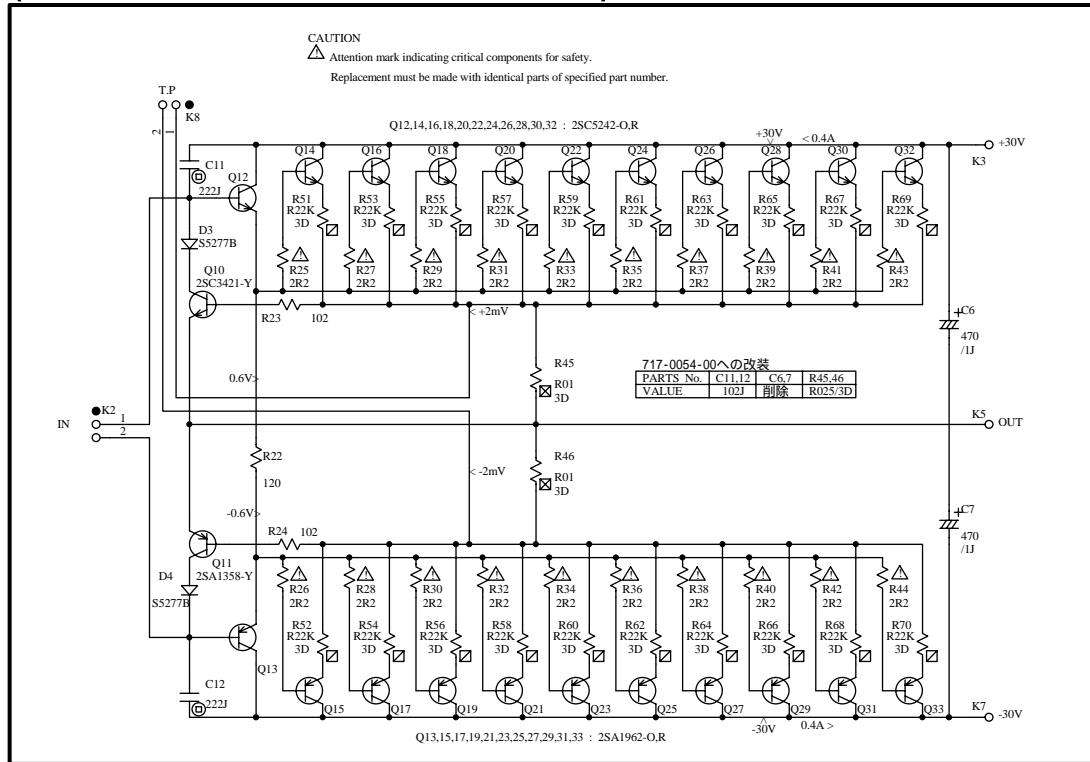 CAUTION
Attention mark indicating critical components for safety.
Replacement must be made with identical parts of specified part number.
T.P
K8
2
1
Q12,14,16,18,20,22,24,26,28,30,32 : 2SC5242-O,R
+30V
< 0.4A
K3
+30V
C11
222J
Q12
Q14
Q16
Q18
Q20
Q22
Q24
Q26
Q28
Q30
Q32
R51
R22K
3D
R53
R22K
3D
R55
R22K
3D
R57
R22K
3D
R59
R22K
3D
R61
R22K
3D
R63
R22K
3D
R65
R22K
3D
R67
R22K
3D
R69
R22K
3D
D3
S5277B
R25
2R2
R27
2R2
R29
2R2
R31
2R2
R33
2R2
R35
2R2
R37
2R2
R39
2R2
R41
2R2
R43
2R2
Q10
2SC3421-Y
R23
102
< +2mV
C6
+
470
/1J
R45
R01
3D
717-0054-00への改装
PARTS No. C11,12 C6,7 R45,46
VALUE 102J 削除 R025/3D
0.6V>
IN
K2
1
2
K5
OUT
R22
120
R46
R01
3D
< -2mV
-0.6V>
R24
102
C7
+
470
/1J
Q11
2SA1358-Y
D4
S5277B
R26
2R2
R28
2R2
R30
2R2
R32
2R2
R34
2R2
R36
2R2
R38
2R2
R40
2R2
R42
2R2
R44
2R2
R52
R22K
3D
R54
R22K
3D
R56
R22K
3D
R58
R22K
3D
R60
R22K
3D
R62
R22K
3D
R64
R22K
3D
R66
R22K
3D
R68
R22K
3D
R70
R22K
3D
Q13
C12
222J
Q15
Q17
Q19
Q21
Q23
Q25
Q27
Q29
Q31
Q33
K7
-30V
-30V
0.4A >
Q13,15,17,19,21,23,25,27,29,31,33 : 2SA1962-O,R